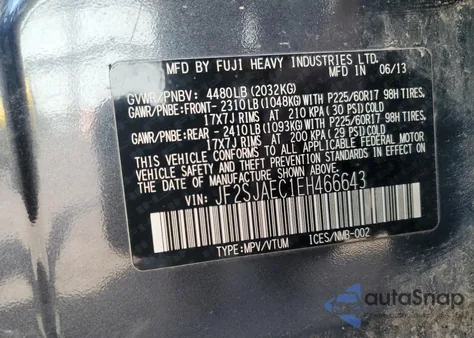 MFD BY FUJI HEAVY INDUSTRIES LTD.
MFD IN 06/13
GVWR/PNBV: 4480LB(2032KG)
GAWR/PNBE:FRONT- 2310LB(1048KG)WITH P225/60R17 98H TIRES,
17X7J RIMS AT 210 KPA (30 PSI)COLD
GAWR/PNBE:REAR -2410LB(1093KG)WITH P225/60R17 98H TIRES,
17X7J RIMS AT 200 KPA (29 PSI)COLD
THIS VEHICLE CONFORMS TO ALL APPLICABLE FEDERAL MOTOR
VEHICLE SAFETY AND BUMPER STANDARDS IN EFFECT ON THE
DATE OF MANUFACTURE SHOWN ABOVE.
VIN: JF2SJAEC1EH466643
TYPE:MPV/VTUM ICES/NMB-002
autoSnap